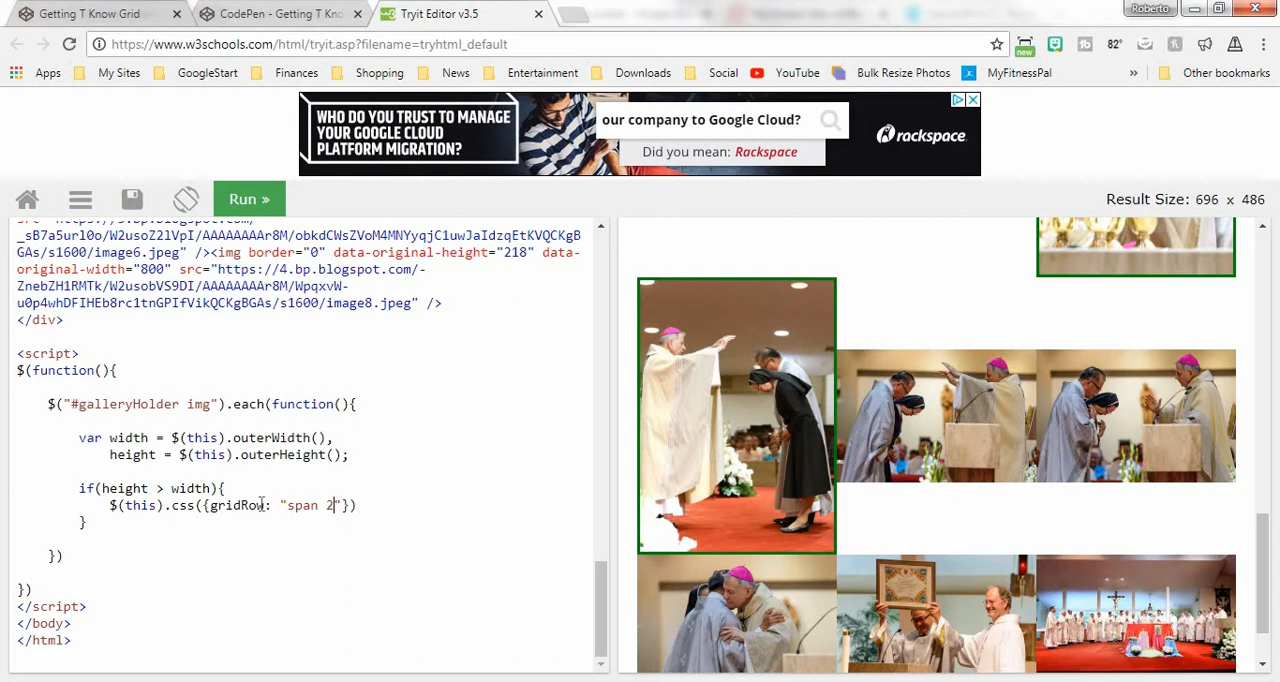 Getting T Know Grid
CodePen - Getting T Kno
Tryit Editor v3.5
Roberto
https://www.w3schools.com/html/tryit.asp?filename=tryhtml_default
new
82°
Apps
My Sites
GoogleStart
Finances
Shopping
News
Entertainment
Downloads
Social
YouTube
Bulk Resize Photos
MyFitnessPal
»
Other bookmarks
WHO DO YOU TRUST TO MANAGE
YOUR GOOGLE CLOUD
PLATFORM MIGRATION?
our company to Google Cloud?
Did you mean: Rackspace
rackspace.
Run »
Result Size: 696 x 486
_sB7a5url0o/W2usoZ2lVpI/AAAAAAAAr8M/obkdCWsZVoM4MNYyqjC1uwJaIdzqEtKVQCKgB
GAs/s1600/image6.jpeg" /><img border="0" data-original-height="218" data-
original-width="800" src="https://4.bp.blogspot.com/-
ZnebZH1RMTk/W2usobVS9DI/AAAAAAAAr8M/WpqxvW-
u0p4whDFIHEb8rc1tnGPIfVikQCKgBGAs/s1600/image8.jpeg" />
</div>
<script>
$(function(){
$("#galleryHolder img").each(function(){
var width = $(this).outerWidth(),
height = $(this).outerHeight();
if(height > width){
$(this).css({gridRow: "span 2"})
}
})
})
</script>
</body>
</html>